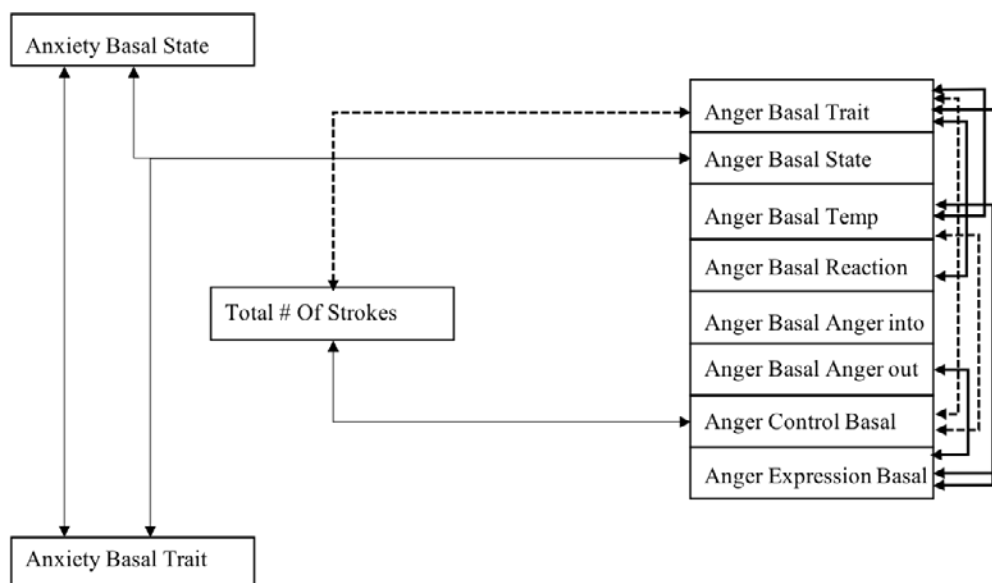 Anxiety Basal State
Anger Basal Trait
Anger Basal State
Anger Basal Temp
Anger Basal Reaction
Total # Of Strokes
Anger Basal Anger into
Anger Basal Anger out
Anger Control Basal
Anger Expression Basal
Anxiety Basal Trait